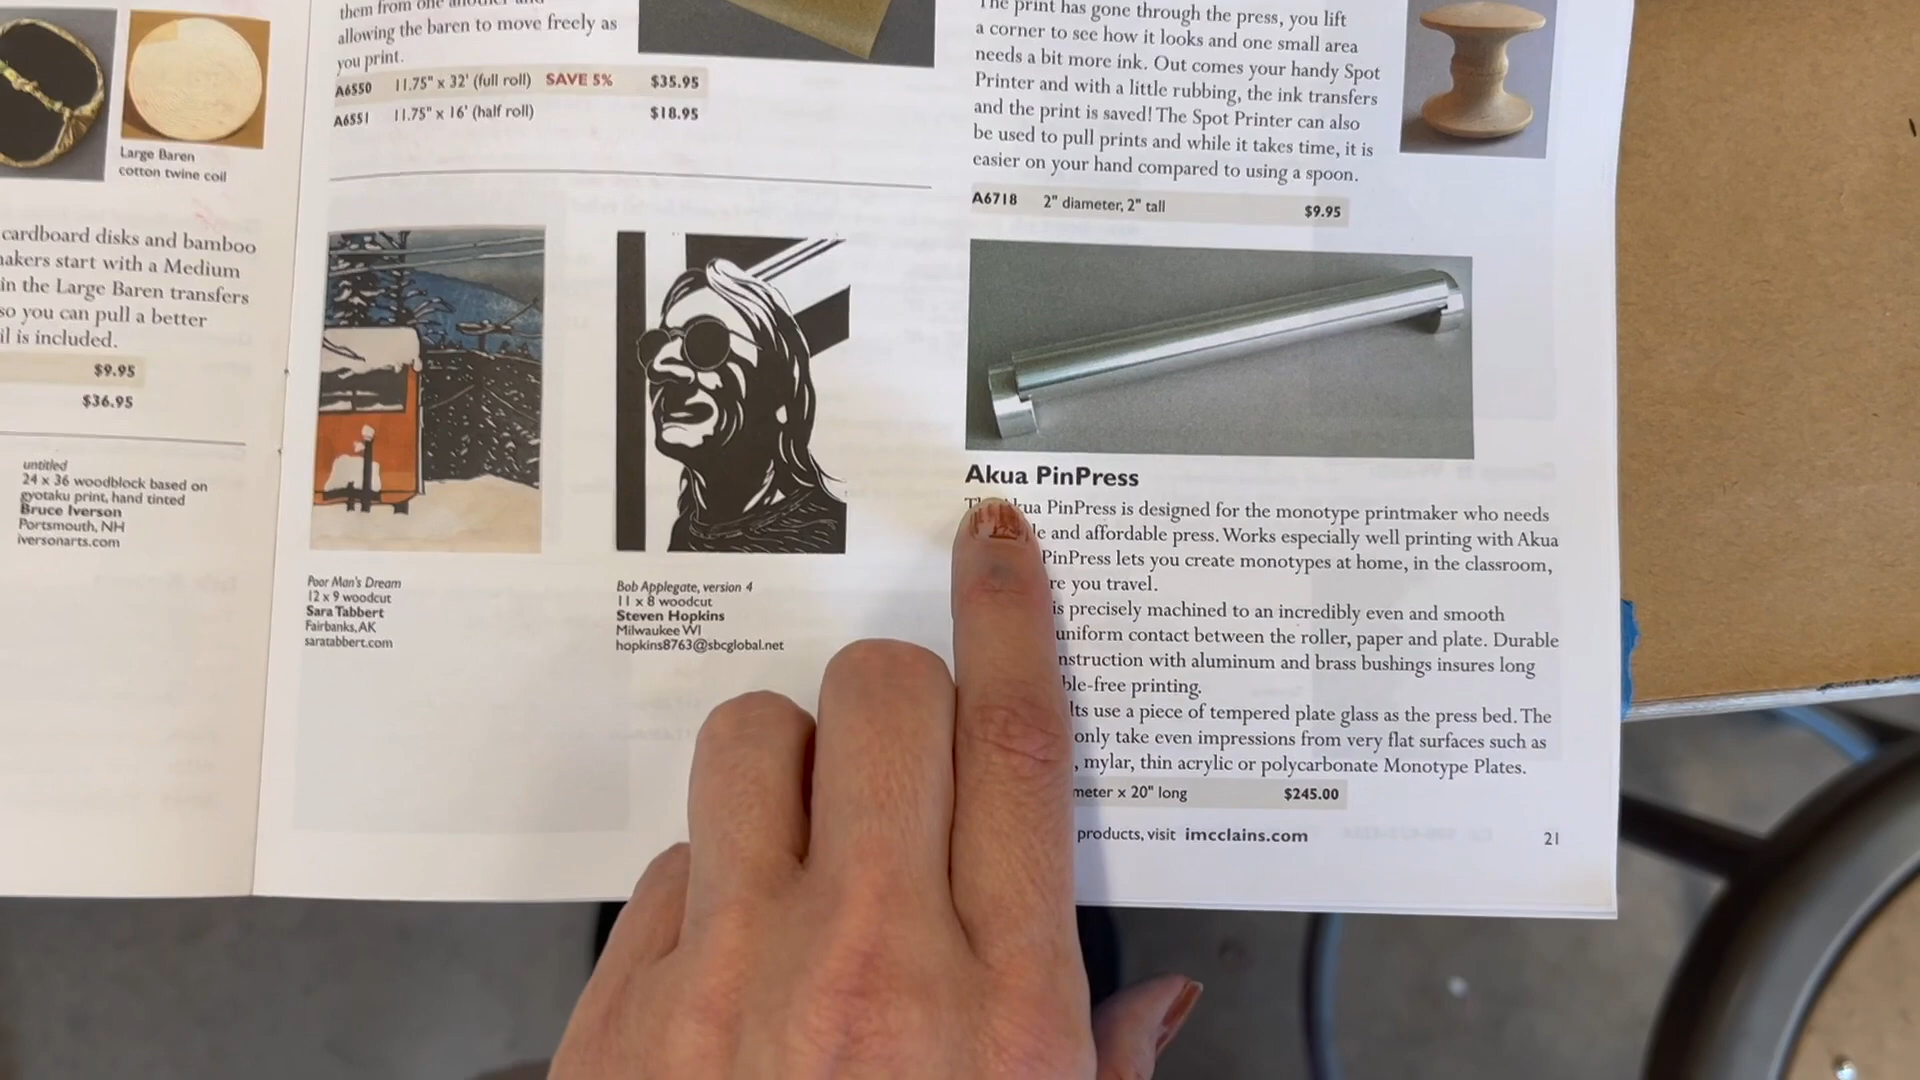 Large Baren
cotton twine coil
cardboard disks and bamboo
makers start with a Medium
in the Large Baren transfers
so you can pull a better
il is included.
$9.95
$36.95
untitled
24 x 36 woodblock based on
gyotaku print, hand tinted
Bruce Iverson
Portsmouth, NH
iversonarts.com
them from one another and
allowing the baren to move freely as
you print.
A6550 11.75" x 32' (full roll) SAVE 5% $35.95
A6551 11.75" x 16' (half roll) $18.95
Poor Man's Dream
12 x 9 woodcut
Sara Tabbert
Fairbanks, AK
saratabbert.com
Bob Applegate, version 4
11 x 8 woodcut
Steven Hopkins
Milwaukee WI
hopkins8763@sbcglobal.net
The print has gone through the press, you lift
a corner to see how it looks and one small area
needs a bit more ink. Out comes your handy Spot
Printer and with a little rubbing, the ink transfers
and the print is saved! The Spot Printer can also
be used to pull prints and while it takes time, it is
easier on your hand compared to using a spoon.
A6718 2" diameter, 2" tall $9.95
Akua PinPress
The Akua PinPress is designed for the monotype printmaker who needs
e and affordable press. Works especially well printing with Akua
PinPress lets you create monotypes at home, in the classroom,
re you travel.
is precisely machined to an incredibly even and smooth
uniform contact between the roller, paper and plate. Durable
nstruction with aluminum and brass bushings insures long
ble-free printing.
lts use a piece of tempered plate glass as the press bed. The
only take even impressions from very flat surfaces such as
, mylar, thin acrylic or polycarbonate Monotype Plates.
meter x 20" long $245.00
products, visit imcclains.com
21